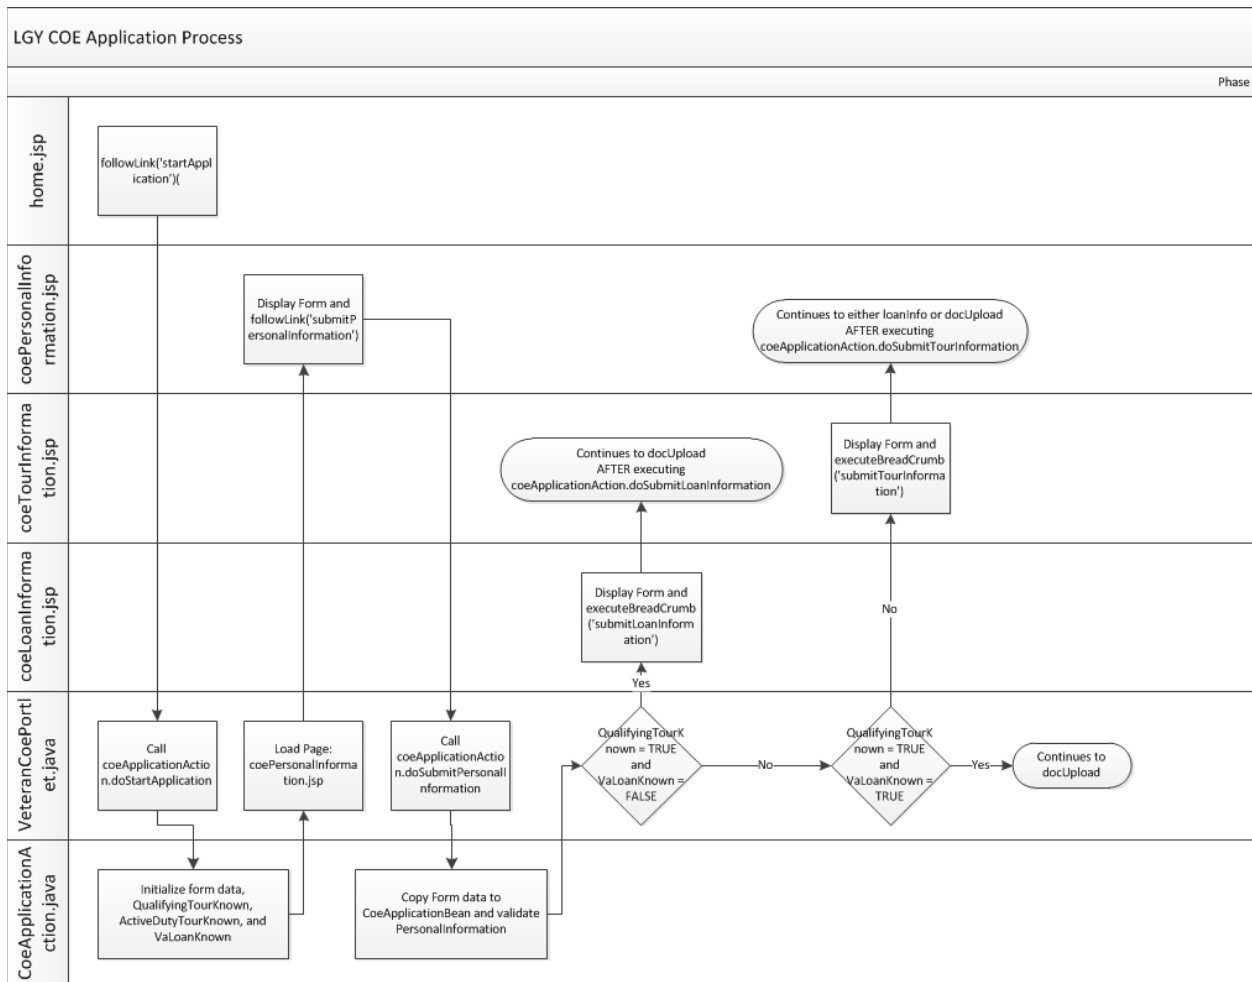 LGY COE Application Process
Phase
home.jsp
followLink('startAppl
ication')(
coePersonalInfo
rmation.jsp
Display Form and
followLink('submitP
ersonalInformation')
Continues to either loanInfo or docUpload
AFTER executing
coeApplicationAction.doSubmitTourInformation
coeTourInforma
tion.jsp
Continues to docUpload
AFTER executing
coeApplicationAction.doSubmitLoanInformation
Display Form and
executeBreadCrumb
('submitTourInforma
tion')
coeLoanInforma
tion.jsp
Display Form and
executeBreadCrumb
('submitLoanInform
ation')
No
Yes
VeteranCoePortl
et.java
Call
coeApplicationActio
n.doStartApplication
Load Page:
coePersonalInforma
tion.jsp
Call
coeApplicationActio
n.doSubmitPersonalI
nformation
QualifyingTourK
nown = TRUE
and
VaLoanKnown =
FALSE
No
QualifyingTourK
nown = TRUE
and
VaLoanKnown =
TRUE
Yes
Continues to
docUpload
CoeApplicationA
ction.java
Initialize form data,
QualifyingTourKnown,
ActiveDutyTourKnown, and
VaLoanKnown
Copy Form data to
CoeApplicationBean and validate
PersonalInformation